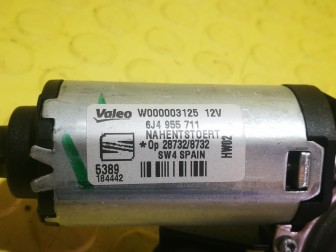 Valeo W000003125 12V
6J4 955 711
NAHENTSTOERT
*Op 28732/8732
SW4 SPAIN
HW02
5389
184442